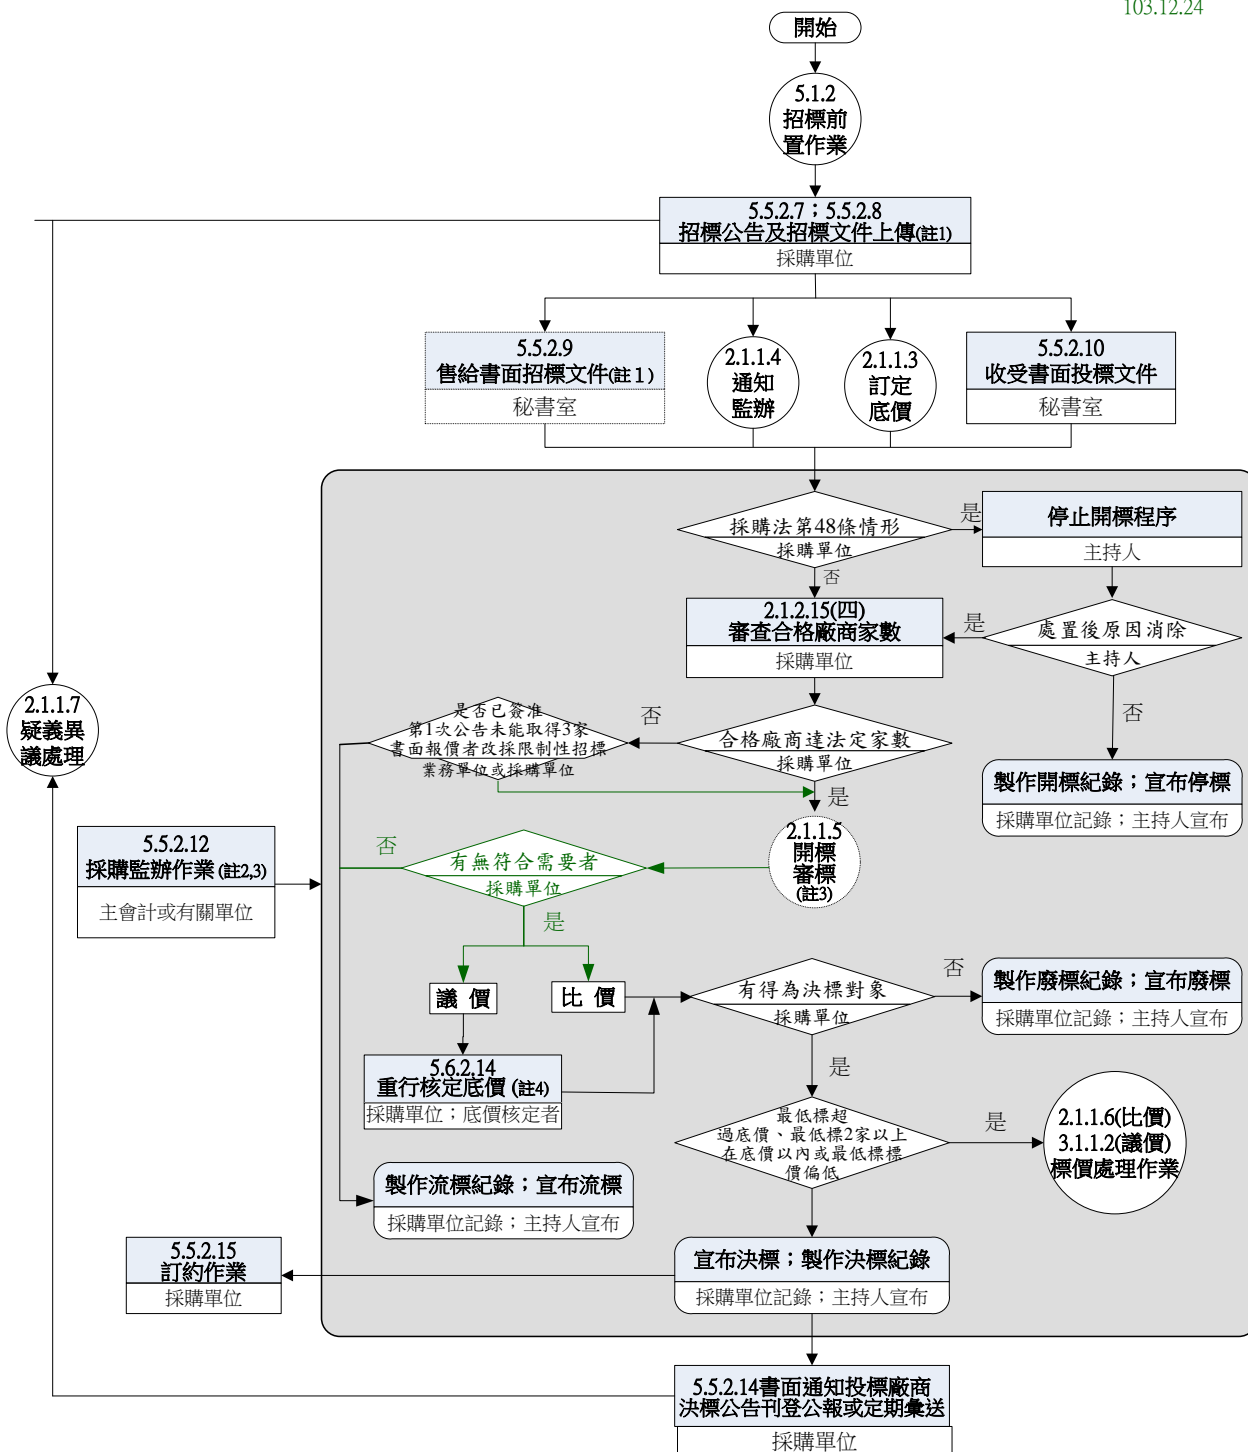 103.12.24
開始
5.1.2
招標前
置作業
5.5.2.7；5.5.2.8
招標公告及招標文件上傳(註1)
採購單位
5.5.2.9
售給書面招標文件(註１)
秘書室
2.1.1.4
通知
監辦
2.1.1.3
訂定
底價
5.5.2.10
收受書面投標文件
秘書室
採購法第48條情形
採購單位
是
否
停止開標程序
主持人
2.1.2.15(四)
審查合格廠商家數
採購單位
是
處置後原因消除
主持人
否
2.1.1.7
疑義異
議處理
是否已簽准
第1次公告未能取得3家
書面報價者改採限制性招標
業務單位或採購單位
否
合格廠商達法定家數
採購單位
是
製作開標紀錄；宣布停標
採購單位記錄；主持人宣布
5.5.2.12
採購監辦作業(註2,3)
主會計或有關單位
否
有無符合需要者
採購單位
是
2.1.1.5
開標
審標
(註3)
議 價
比 價
有得為決標對象
採購單位
否
是
製作廢標紀錄；宣布廢標
採購單位記錄；主持人宣布
5.6.2.14
重行核定底價(註4)
採購單位；底價核定者
最低標超
過底價、最低標2家以上
在底價以內或最低標標
價偏低
是
2.1.1.6(比價)
3.1.1.2(議價)
標價處理作業
製作流標紀錄；宣布流標
採購單位記錄；主持人宣布
5.5.2.15
訂約作業
採購單位
宣布決標；製作決標紀錄
採購單位記錄；主持人宣布
5.5.2.14書面通知投標廠商
決標公告刊登公報或定期彙送
採購單位